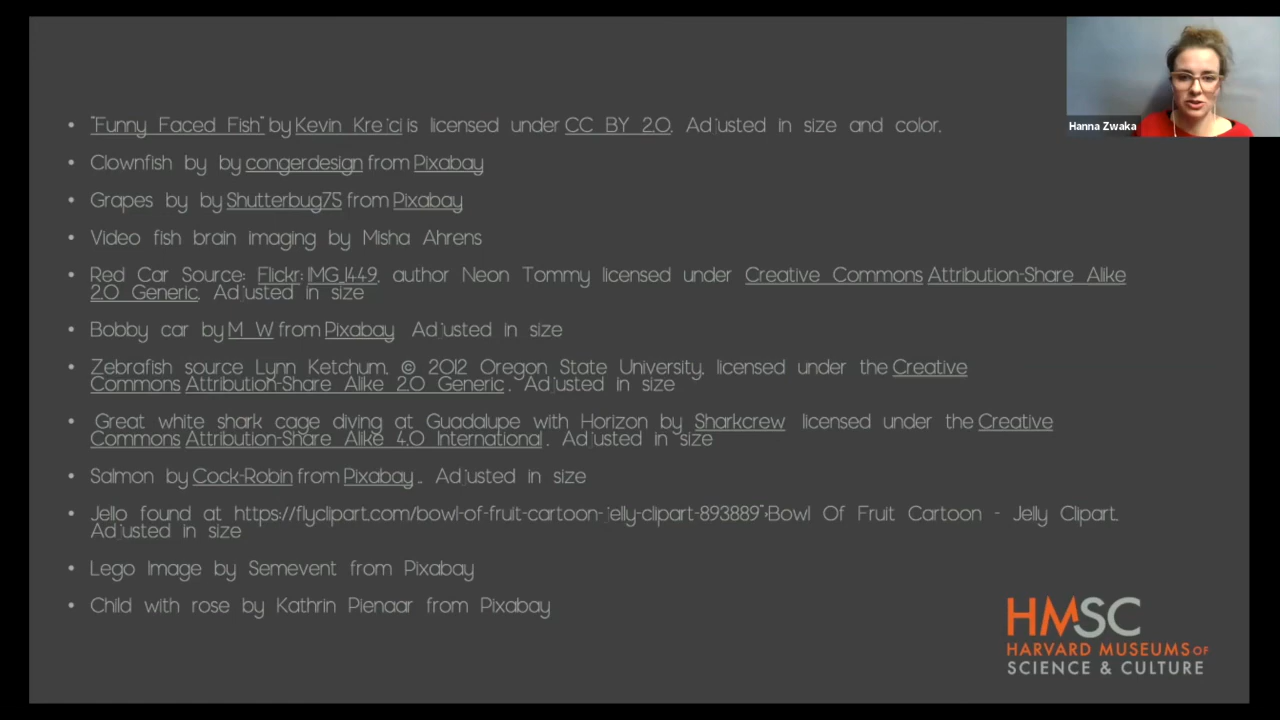 Hanna Zwaka
• "Funny Faced Fish" by Kevin Krejci is licensed under CC BY 2.0. Adjusted in size and color.
• Clownfish by by congerdesign from Pixabay
• Grapes by by Shutterbug75 from Pixabay
• Video fish brain imaging by Misha Ahrens
• Red Car Source: Flickr: IMG_1449, author Neon Tommy licensed under Creative Commons Attribution-Share Alike
2.0 Generic. Adjusted in size
• Bobby car by M W from Pixabay Adjusted in size
• Zebrafish source Lynn Ketchum, © 2012 Oregon State University, licensed under the Creative
Commons Attribution-Share Alike 2.0 Generic . Adjusted in size
• Great white shark cage diving at Guadalupe with Horizon by Sharkcrew licensed under the Creative
Commons Attribution-Share Alike 4.0 International . Adjusted in size
• Salmon by Cock-Robin from Pixabay .. Adjusted in size
• Jello found at https://flyclipart.com/bowl-of-fruit-cartoon-jelly-clipart-893889">Bowl Of Fruit Cartoon - Jelly Clipart.
Adjusted in size
• Lego Image by Semevent from Pixabay
• Child with rose by Kathrin Pienaar from Pixabay
HMSC
HARVARD MUSEUMS OF
SCIENCE & CULTURE